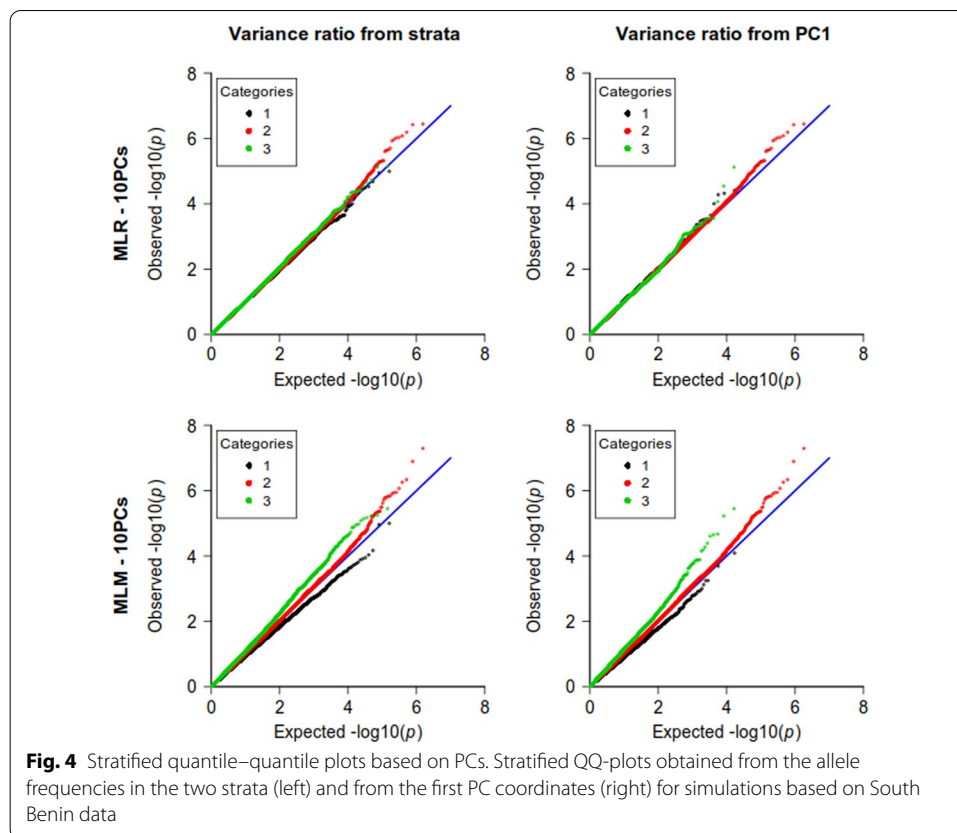 Variance ratio from strata
Variance ratio from PC1
MLR - 10PCs
Observed -log10(p)
8
6
4
2
0
Categories
1
2
3
0 2 4 6 8
Expected -log10(p)
Observed -log10(p)
8
6
4
2
0
Categories
1
2
3
0 2 4 6 8
Expected -log10(p)
MLM - 10PCs
Observed -log10(p)
8
6
4
2
0
Categories
1
2
3
0 2 4 6 8
Expected -log10(p)
Observed -log10(p)
8
6
4
2
0
Categories
1
2
3
0 2 4 6 8
Expected -log10(p)
Fig. 4 Stratified quantile–quantile plots based on PCs. Stratified QQ-plots obtained from the allele
frequencies in the two strata (left) and from the first PC coordinates (right) for simulations based on South
Benin data